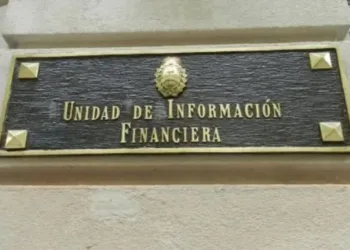 UNIDAD DE INFORMACIÓN
FINANCIERA